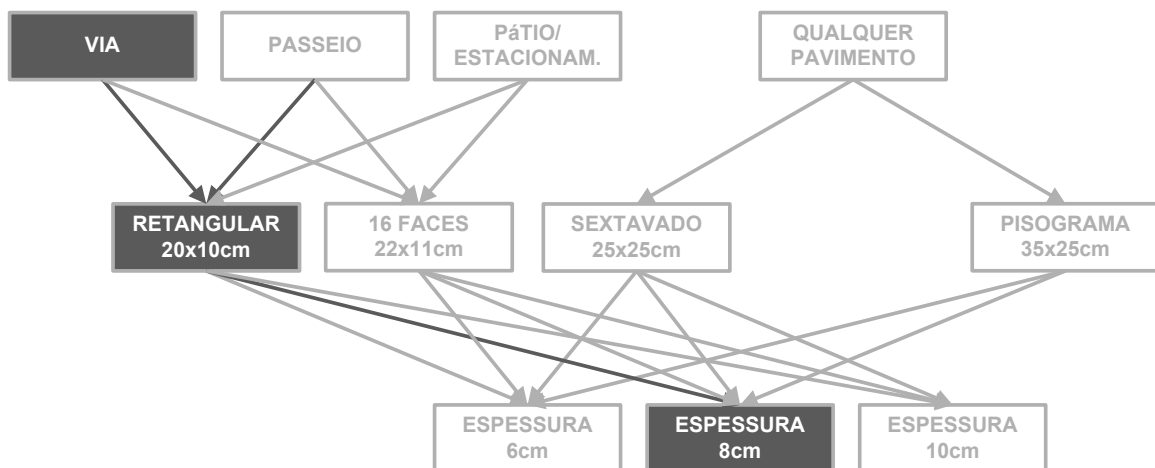 VIA
PASSEIO
PáTIO/
ESTACIONAM.
QUALQUER
PAVIMENTO
RETANGULAR
20x10cm
16 FACES
22x11cm
SEXTAVADO
25x25cm
PISOGRAMA
35x25cm
ESPESSURA
6cm
ESPESSURA
8cm
ESPESSURA
10cm